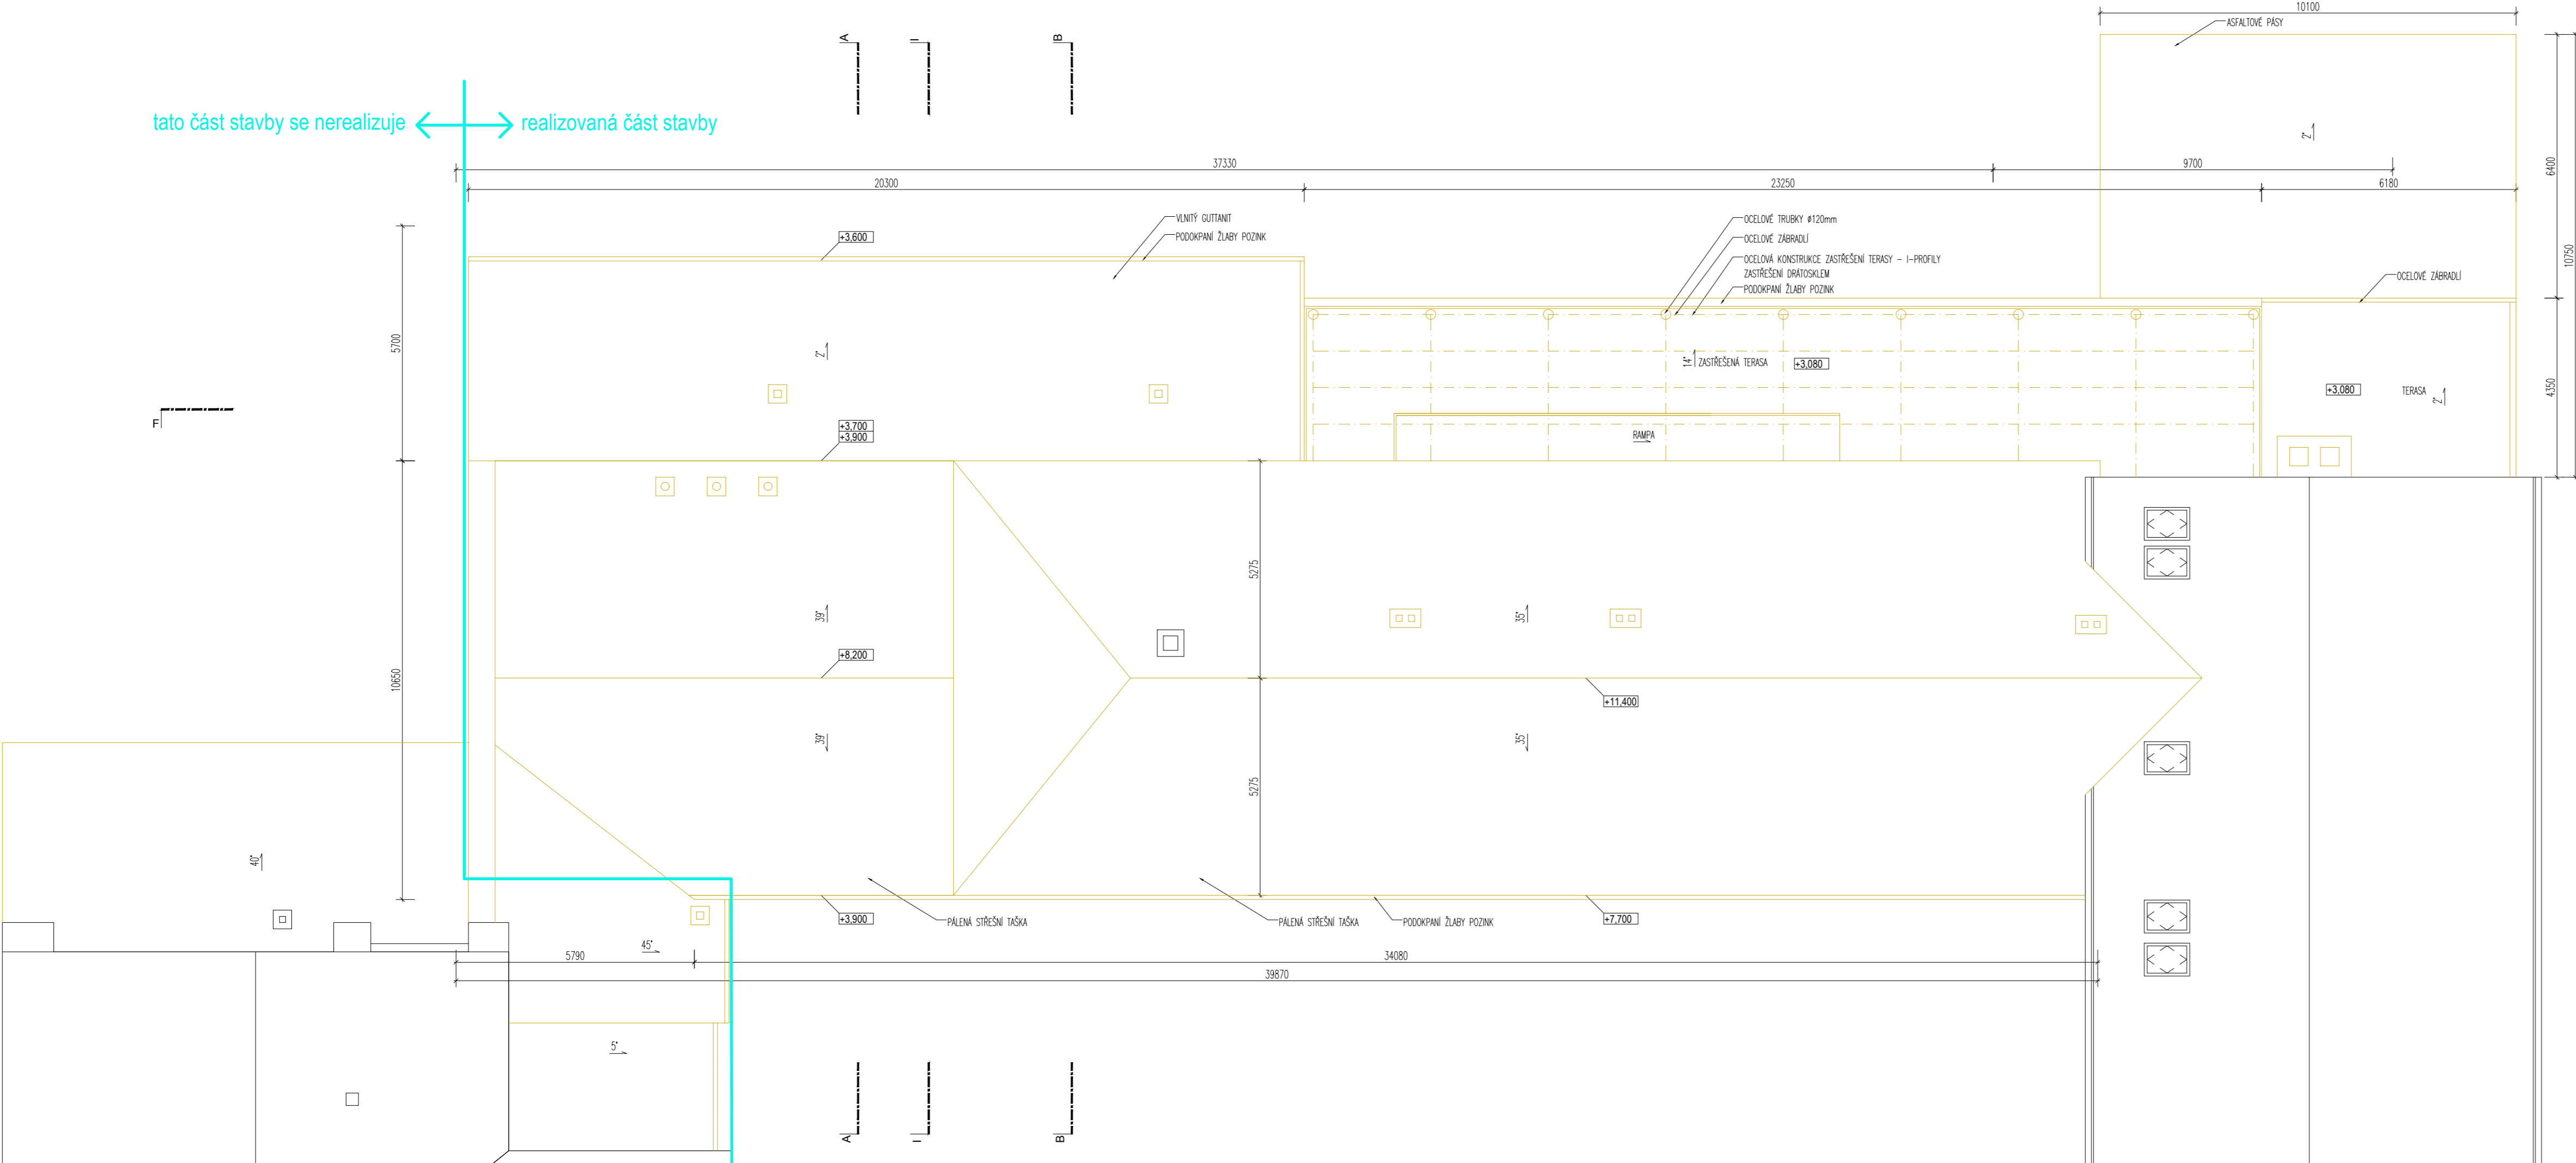 10100
ASFALTOVÉ PÁSY
A
I
B
tato část stavby se nerealizuje
realizovaná část stavby
2°
37330
9700
6400
20300
23250
6180
VLNITÝ GUTTANIT
PODOKPANÍ ŽLABY POZINK
+3,600
OCELOVÉ TRUBKY ø120mm
OCELOVÉ ZÁBRADLÍ
OCELOVÁ KONSTRUKCE ZASTŘEŠENÍ TERASY - I-PROFILY
ZASTŘEŠENÍ DRÁTOSKLEM
PODOKPANÍ ŽLABY POZINK
10750
OCELOVÉ ZÁBRADLÍ
5700
2°
14°
ZASTŘEŠENÁ TERASA
+3,080
+3,080
TERASA
2°
4350
F
+3,700
+3,900
RAMPA
5275
39°
35°
+8,200
10650
+11,400
39°
35°
5275
40°
+3,900
PÁLENÁ STŘEŠNÍ TAŠKA
PÁLENÁ STŘEŠNÍ TAŠKA
PODOKPANÍ ŽLABY POZINK
+7,700
45°
5790
34080
39870
5°
A
I
B